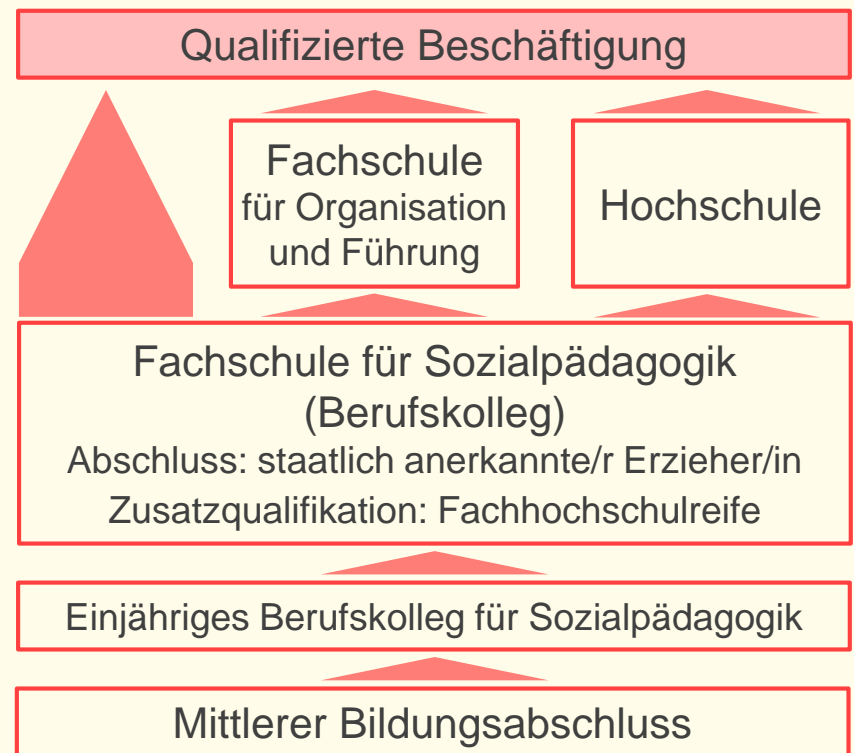 Qualifizierte Beschäftigung
Fachschule
für Organisation
und Führung
Hochschule
Fachschule für Sozialpädagogik
(Berufskolleg)
Abschluss: staatlich anerkannte/r Erzieher/in
Zusatzqualifikation: Fachhochschulreife
Einjähriges Berufskolleg für Sozialpädagogik
Mittlerer Bildungsabschluss